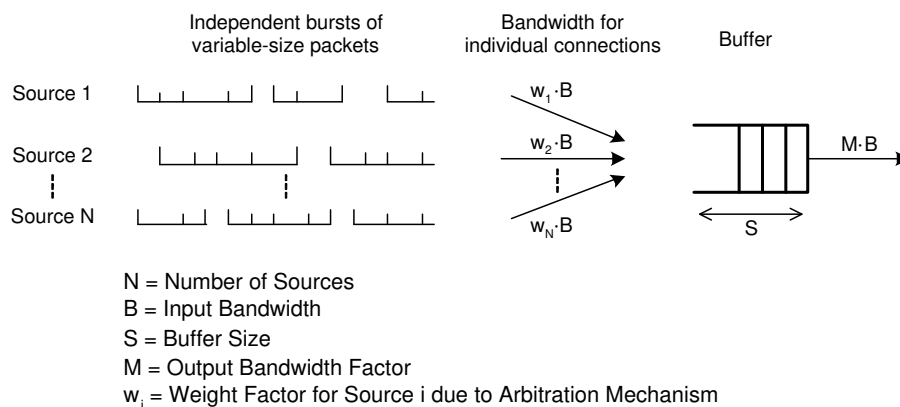 Independent bursts of
variable-size packets
Bandwidth for
individual connections
Buffer
Source 1
w₁·B
Source 2
w₂·B
M·B
Source N
w_N·B
S
N = Number of Sources
B = Input Bandwidth
S = Buffer Size
M = Output Bandwidth Factor
wᵢ = Weight Factor for Source i due to Arbitration Mechanism